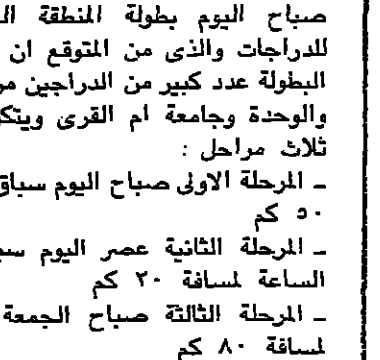 صباح اليوم بطولة المنطقة
للدراجات والذى من المتوقع ان
البطولة عدد كبير من الدراجين
والوحدة وجامعة ام القرى
ثلاث مراحل :
ـ المرحلة الاولى صباح اليوم سباق
٥٠ كم
ـ المرحلة الثانية عصر اليوم
الساعة لمسافة ٢٠ كم
ـ المرحلة الثالثة صباح الجمعة
لمسافة ٨٠ كم